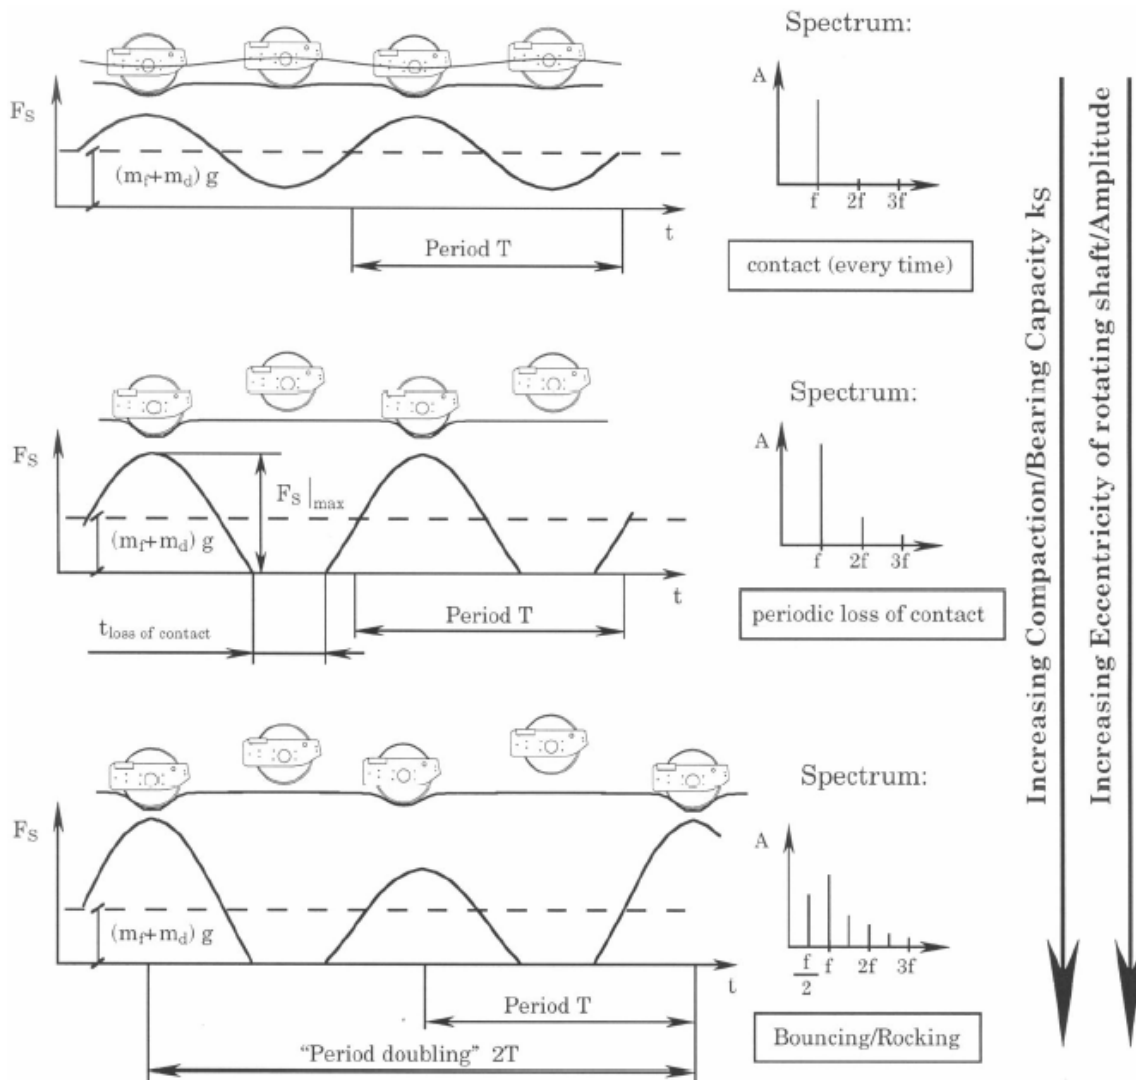 Spectrum:
F_S
A
(m_f+m_d) g
f 2f 3f
t
Period T
contact (every time)
Spectrum:
F_S
A
F_S |_max
(m_f+m_d) g
f 2f 3f
t
Period T
periodic loss of contact
t_loss of contact
Spectrum:
F_S
A
(m_f+m_d) g
f/2 f 2f 3f
t
Period T
Bouncing/Rocking
"Period doubling" 2T
Increasing Compaction/Bearing Capacity k_S
Increasing Eccentricity of rotating shaft/Amplitude